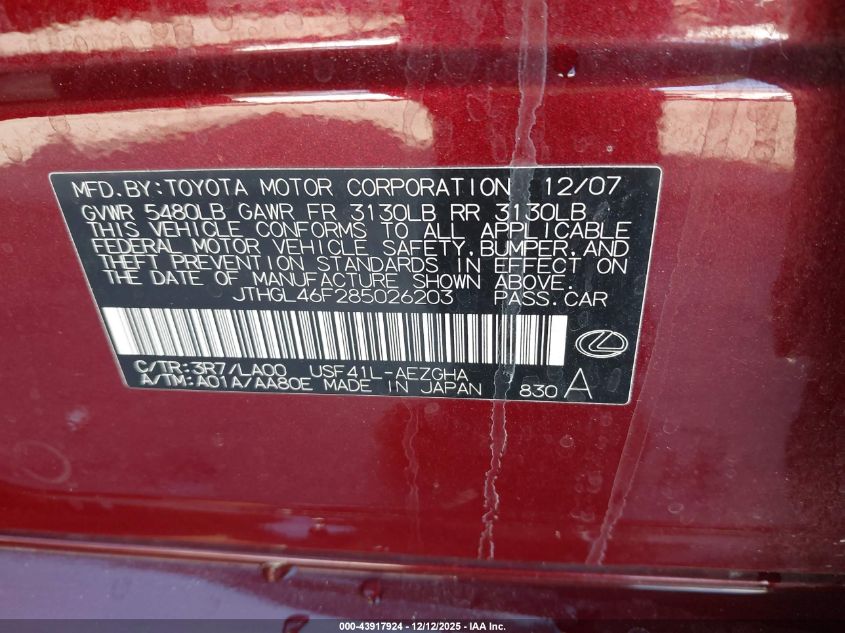 MFD.BY:TOYOTA MOTOR CORPORATION 12/07
GVWR 5480LB GAWR FR 3130LB RR 3130LB
THIS VEHICLE CONFORMS TO ALL APPLICABLE
FEDERAL MOTOR VEHICLE SAFETY,BUMPER,AND
THEFT PREVENTION STANDARDS IN EFFECT ON
THE DATE OF MANUFACTURE SHOWN ABOVE.
JTHGL46F285026203 PASS.CAR
C/TR:3R7/LA00 USF41L-AEZGHA
A/TM:A01A/AA80E MADE IN JAPAN 830 A
000-43917924 - 12/12/2025 - IAA Inc.